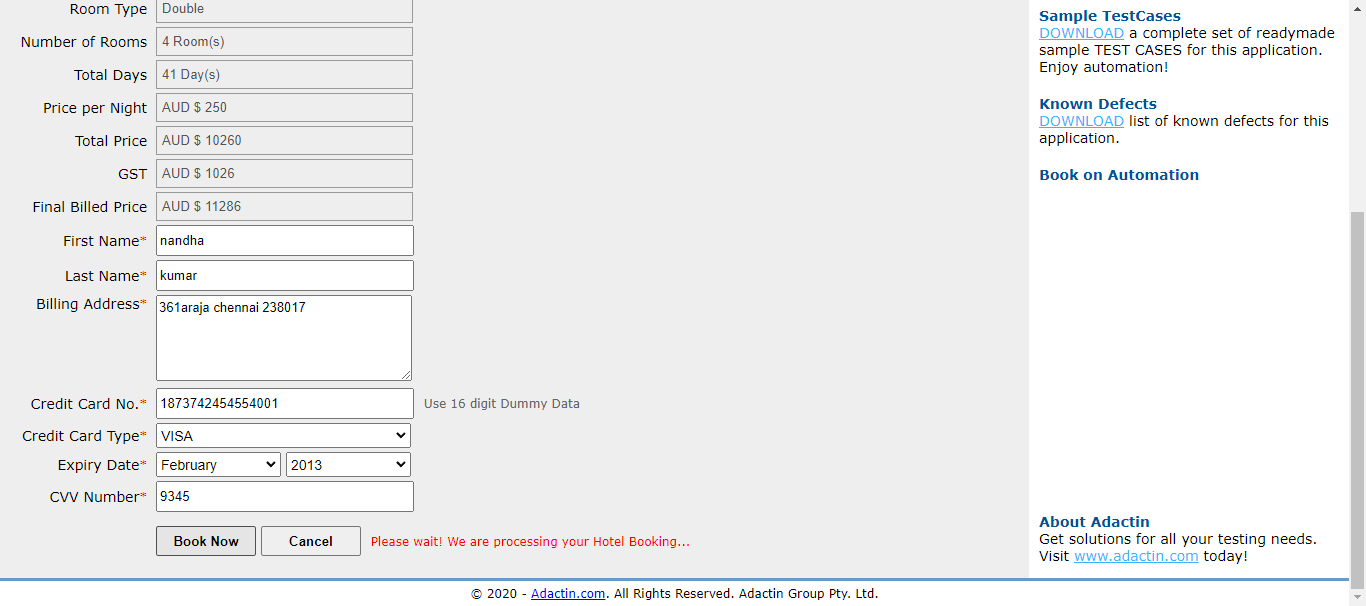 Room Type Double
Number of Rooms 4 Room(s)
Total Days 41 Day(s)
Price per Night AUD $ 250
Total Price AUD $ 10260
GST AUD $ 1026
Final Billed Price AUD $ 11286
First Name* nandha
Last Name* kumar
Billing Address* 361araja chennai 238017
Credit Card No.* 1873742454554001 Use 16 digit Dummy Data
Credit Card Type* VISA
Expiry Date* February 2013
CVV Number* 9345
Book Now Cancel Please wait! We are processing your Hotel Booking...
Sample TestCases
DOWNLOAD a complete set of readymade
sample TEST CASES for this application.
Enjoy automation!
Known Defects
DOWNLOAD list of known defects for this
application.
Book on Automation
About Adactin
Get solutions for all your testing needs.
Visit www.adactin.com today!
© 2020 - Adactin.com. All Rights Reserved. Adactin Group Pty. Ltd.